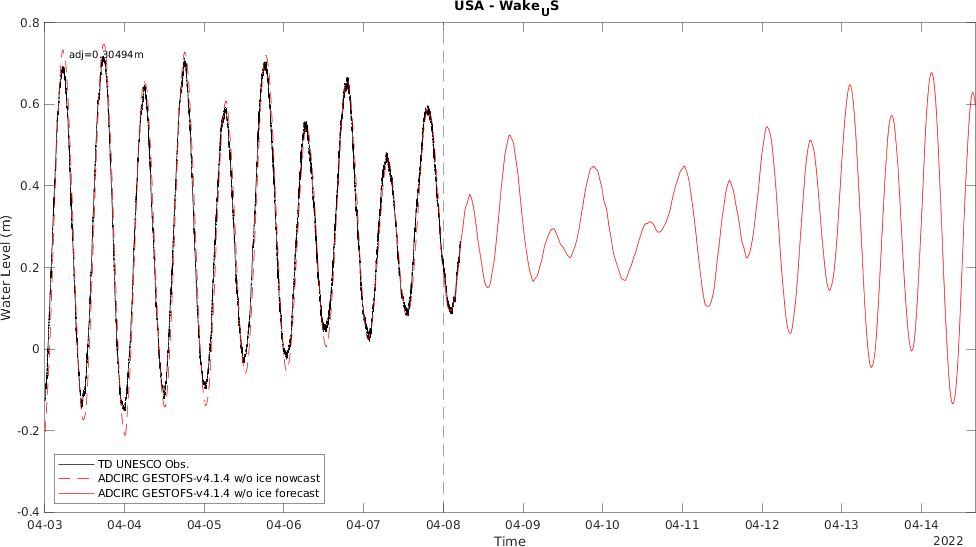 USA - Wake_US
adj=0.30494m
0.8
0.6
0.4
0.2
0
-0.2
-0.4
Water Level (m)
TD UNESCO Obs.
ADCIRC GESTOFS-v4.1.4 w/o ice nowcast
ADCIRC GESTOFS-v4.1.4 w/o ice forecast
04-03 04-04 04-05 04-06 04-07 04-08 04-09 04-10 04-11 04-12 04-13 04-14
Time
2022